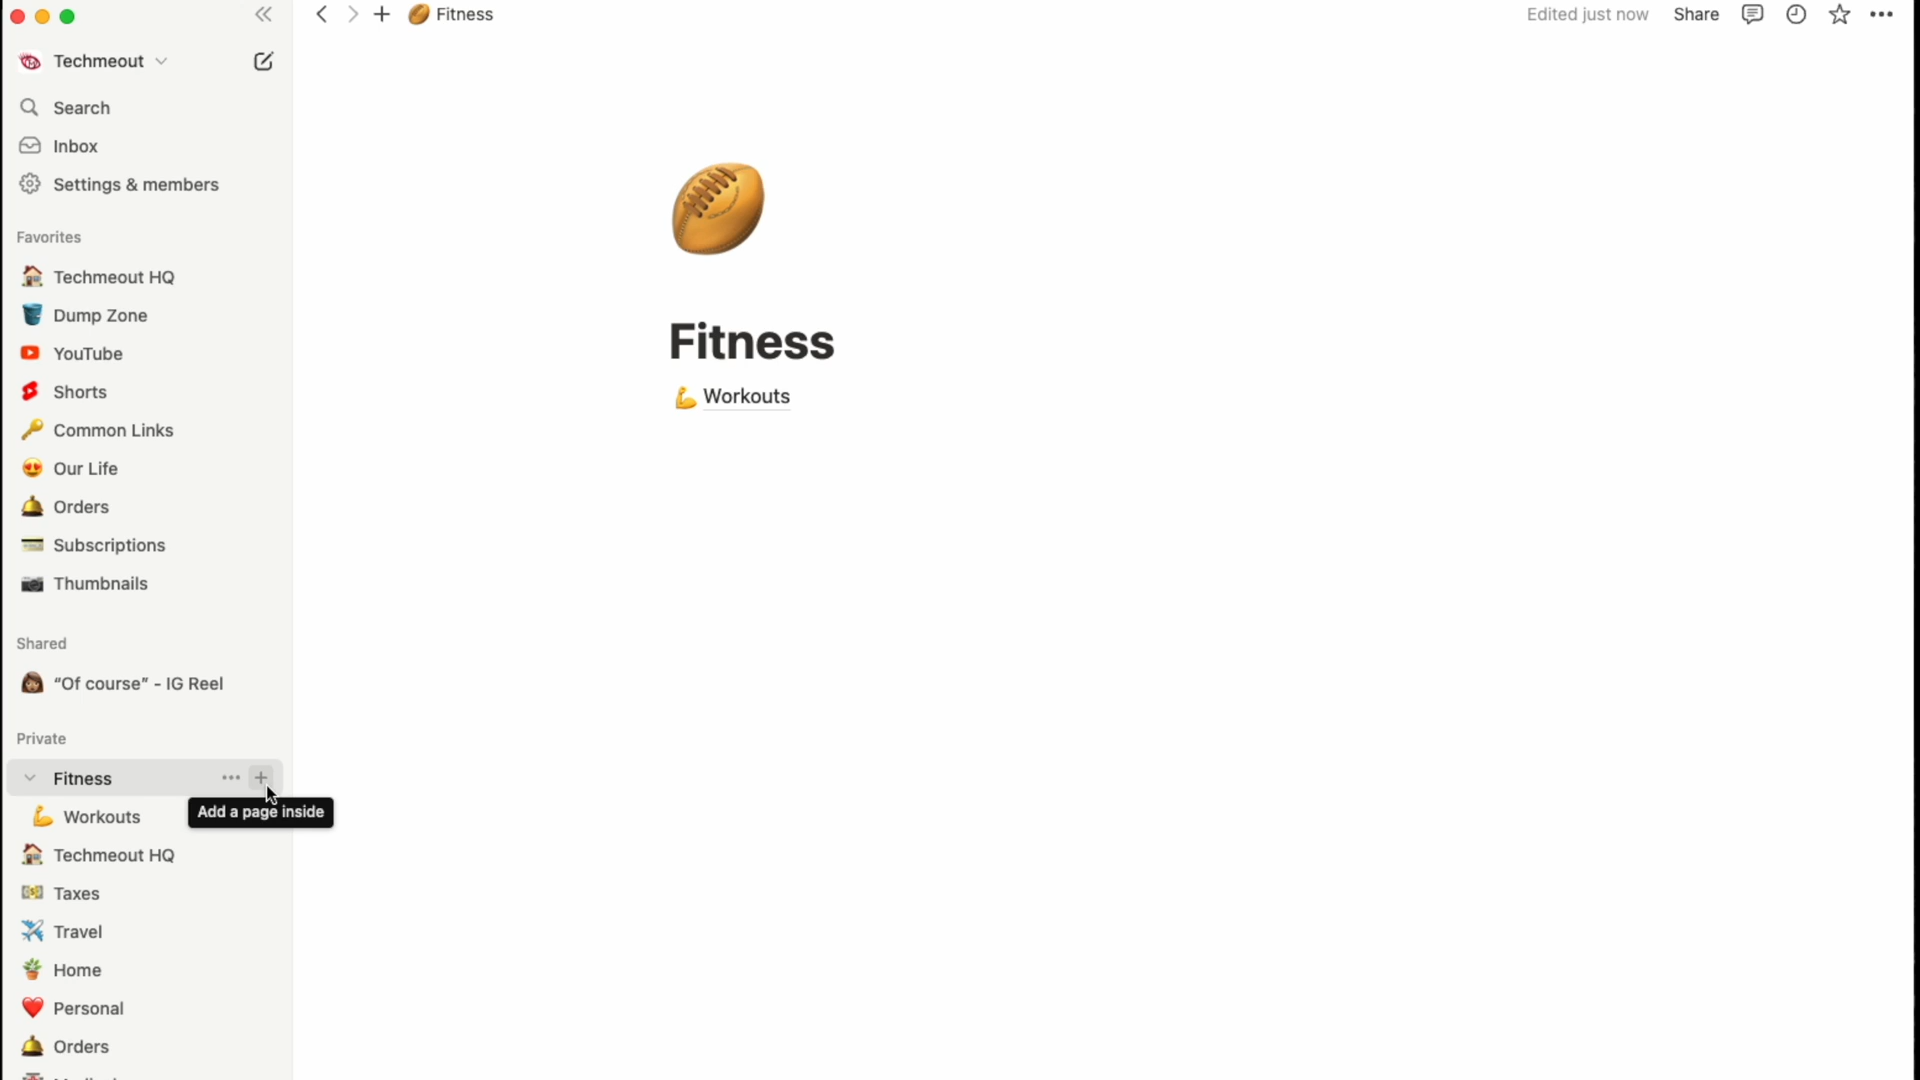 Fitness
Edited just now
Share
Techmeout
Search
Inbox
Settings & members
Favorites
Techmeout HQ
Dump Zone
YouTube
Shorts
Common Links
Our Life
Orders
Subscriptions
Thumbnails
Shared
“Of course” - IG Reel
Private
Fitness
Workouts
Add a page inside
Techmeout HQ
Taxes
Travel
Home
Personal
Orders
Fitness
Workouts